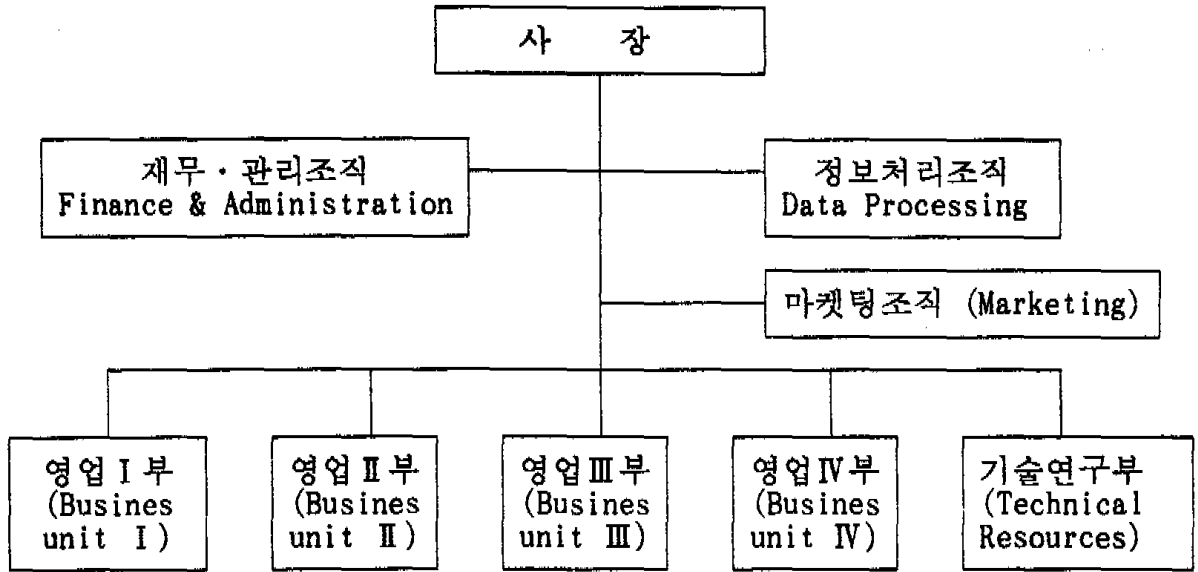 사 장
재무·관리조직
Finance & Administration
정보처리조직
Data Processing
마켓팅조직 (Marketing)
영업Ⅰ부
(Busines
unit Ⅰ)
영업Ⅱ부
(Busines
unit Ⅱ)
영업Ⅲ부
(Busines
unit Ⅲ)
영업Ⅳ부
(Busines
unit Ⅳ)
기술연구부
(Technical
Resources)